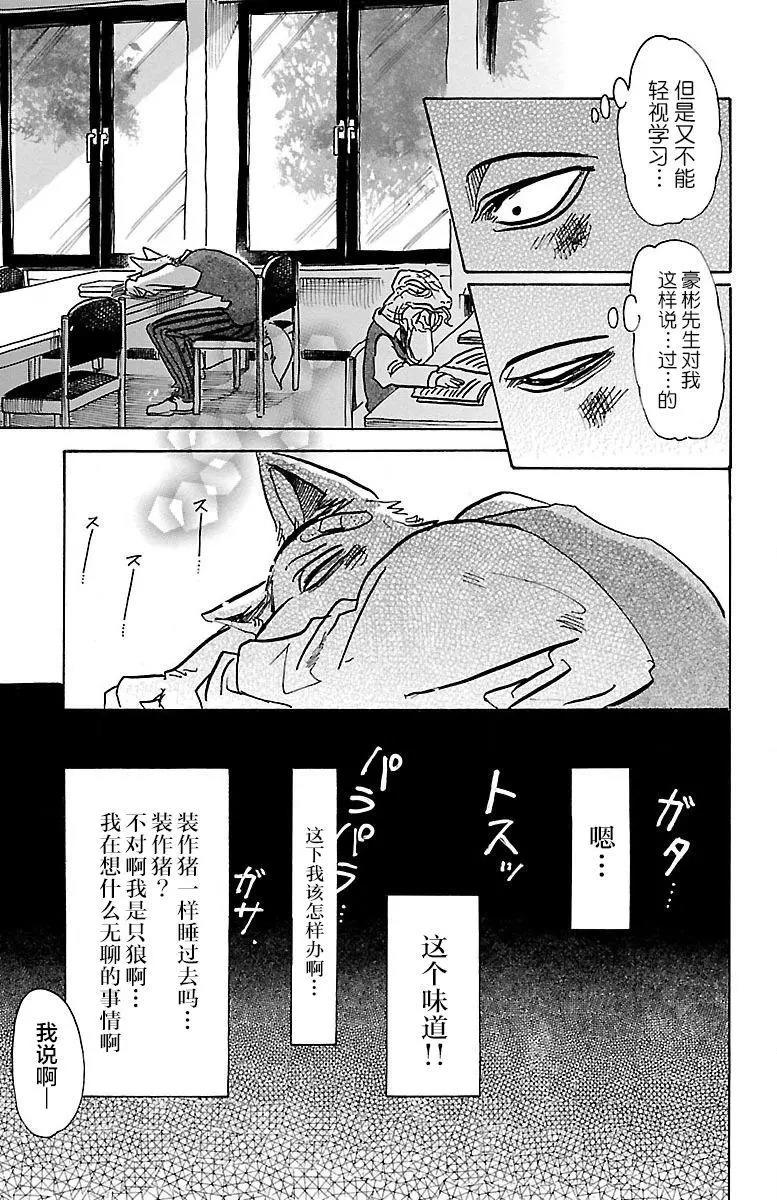 但是又不能
轻视学习…
豪彬先生对我
这样说…过…的
スー
スー
スー
ガタ
嗯…
トスッ
这个味道!!
パラパラ…
这下我该怎样办啊…
ガサ.
装作猪一样睡过去吗…
装作猪？
不对啊我是只狼啊…
我在想什么无聊的事情啊
我说啊—